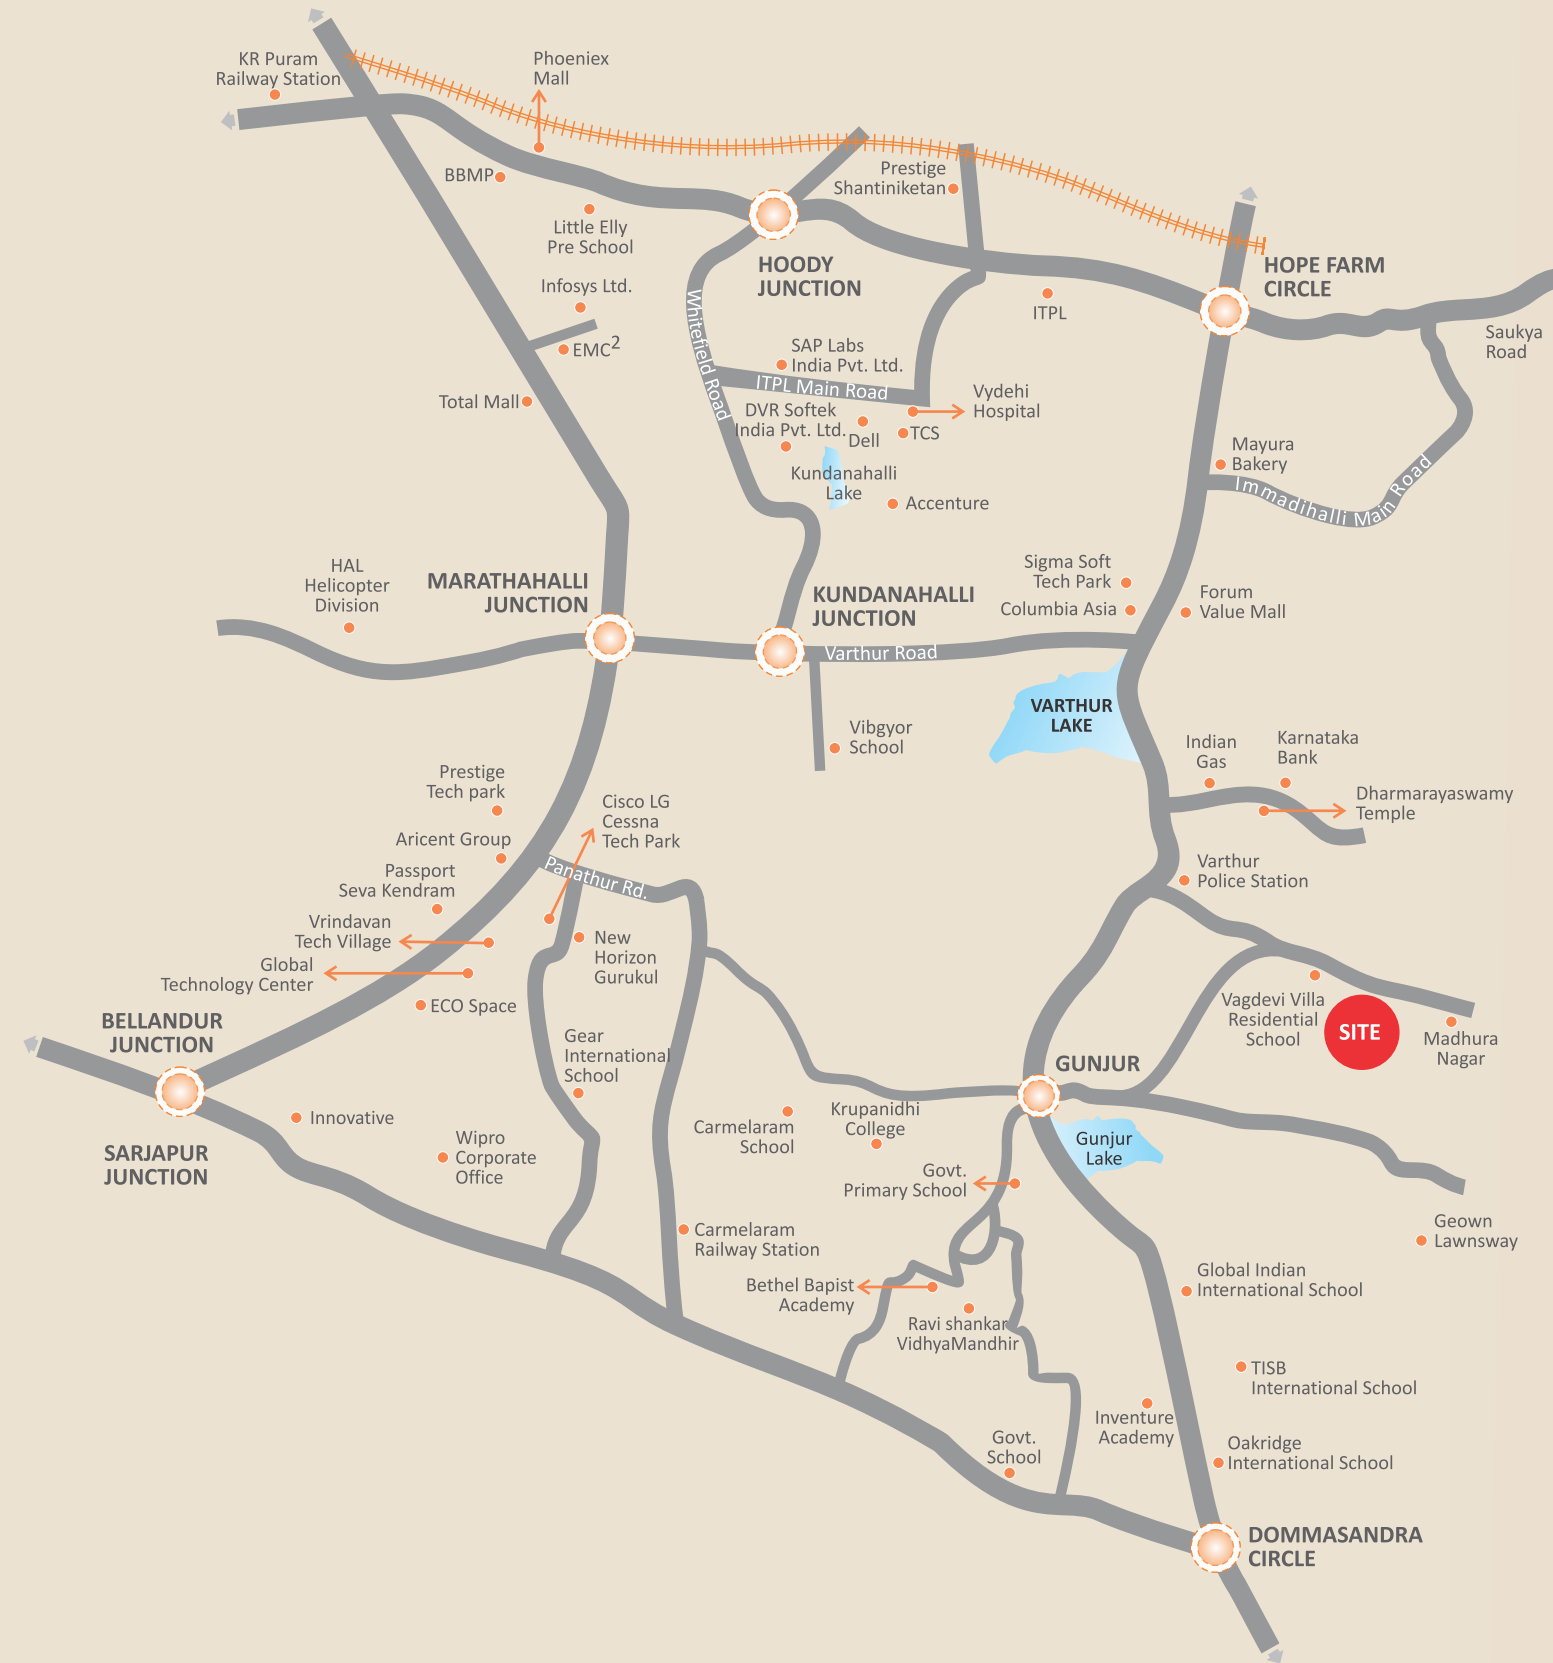 KR Puram
Railway Station
Phoeniex
Mall
BBMP
Prestige
Shantiniketan
Little Elly
Pre School
HOODY
JUNCTION
HOPE FARM
CIRCLE
Infosys Ltd.
EMC2
ITPL
Saukya
Road
Whitefield Road
SAP Labs
India Pvt. Ltd.
ITPL Main Road
Total Mall
Vydehi
Hospital
DVR Softek
India Pvt. Ltd.
Dell
TCS
Mayura
Bakery
Kundanahalli
Lake
Accenture
Immadihalli Main Road
HAL
Helicopter
Division
MARATHAHALLI
JUNCTION
KUNDANAHALLI
JUNCTION
Sigma Soft
Tech Park
Columbia Asia
Forum
Value Mall
Varthur Road
VARTHUR
LAKE
Vibgyor
School
Indian
Gas
Karnataka
Bank
Dharmarayaswamy
Temple
Prestige
Tech park
Cisco LG
Cessna
Tech Park
Aricent Group
Passport
Seva Kendram
Panathur Rd.
Varthur
Police Station
Vrindavan
Tech Village
New
Horizon
Gurukul
Global
Technology Center
ECO Space
Vagdevi Villa
Residential
School
SITE
Madhura
Nagar
BELLANDUR
JUNCTION
Gear
International
School
GUNJUR
Innovative
Carmelaram
School
Krupanidhi
College
Gunjur
Lake
SARJAPUR
JUNCTION
Wipro
Corporate
Office
Govt.
Primary School
Carmelaram
Railway Station
Geown
Lawnsway
Bethel Bapist
Academy
Global Indian
International School
Ravi shankar
VidhyaMandhir
TISB
International School
Inventure
Academy
Govt.
School
Oakridge
International School
DOMMASANDRA
CIRCLE